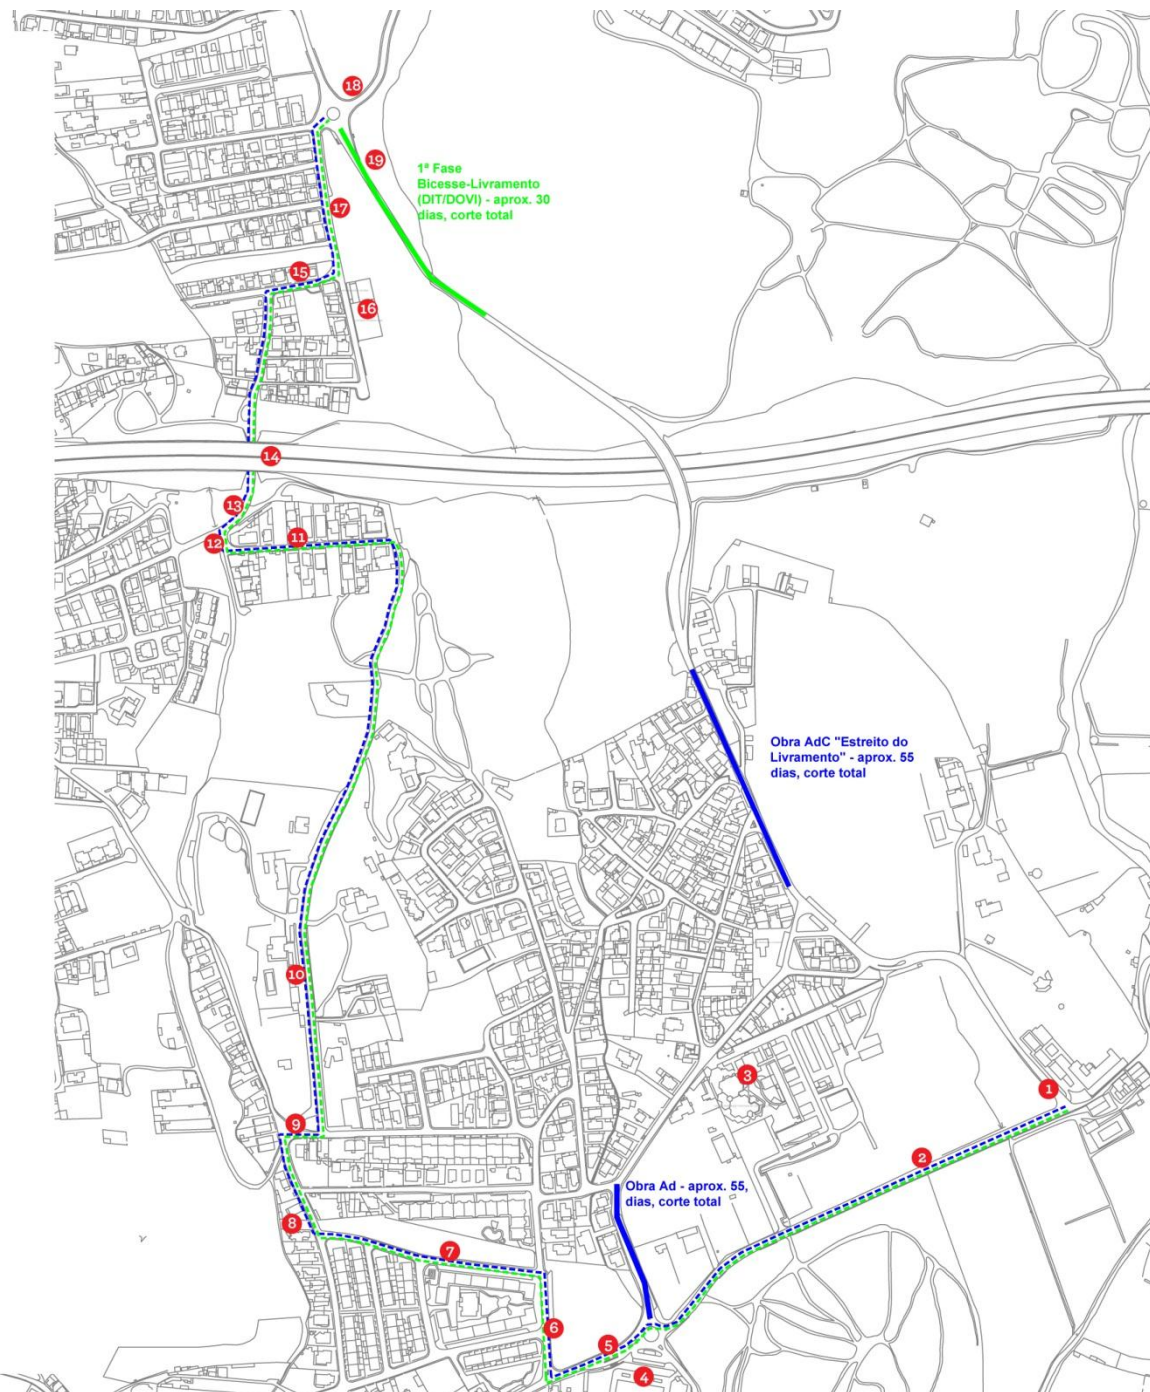 18
19
1ª Fase
Bicesse-Livramento
(DIT/DOVI) - aprox. 30
dias, corte total
17
15
16
14
13
12
11
Obra AdC "Estreito do
Livramento" - aprox. 55
dias, corte total
10
3
1
9
2
Obra Ad - aprox. 55,
dias, corte total
8
7
6
5
4